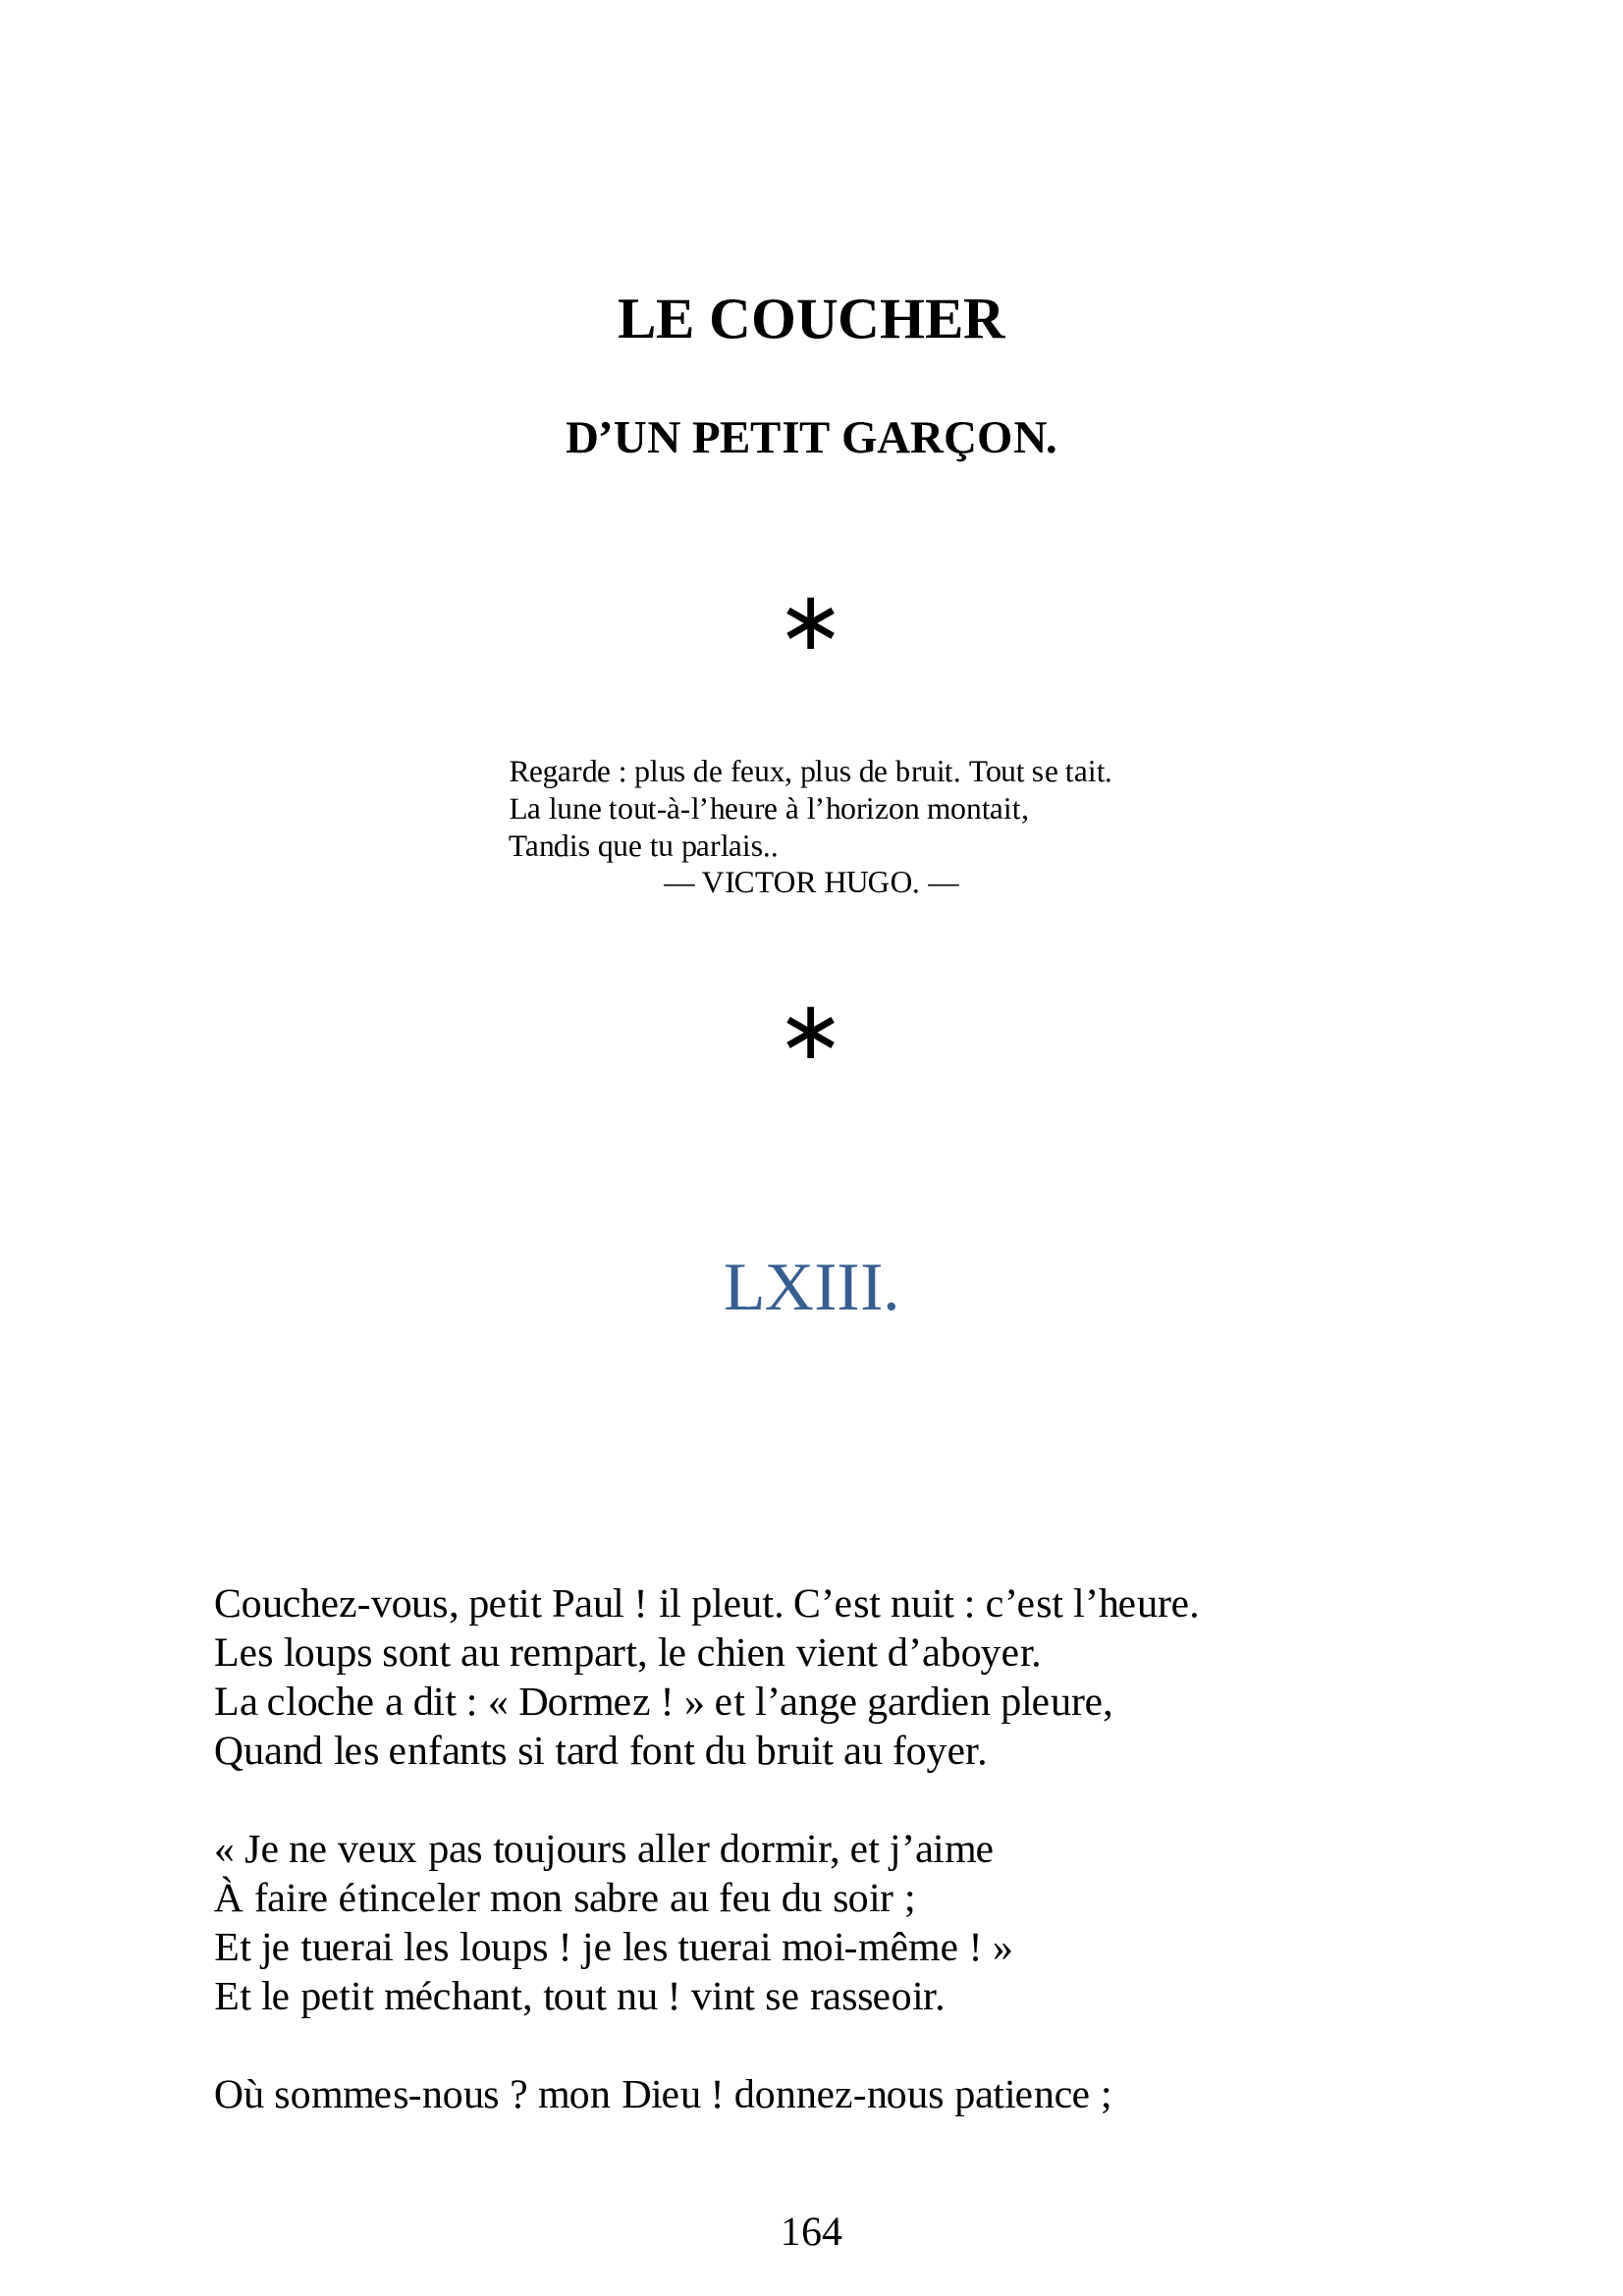 LE COUCHER
D’UN PETIT GARÇON.
*
Regarde : plus de feux, plus de bruit. Tout se tait.
La lune tout-à-l’heure à l’horizon montait,
Tandis que tu parlais..
— VICTOR HUGO. —
*
LXIII.
Couchez-vous, petit Paul ! il pleut. C’est nuit : c’est l’heure.
Les loups sont au rempart, le chien vient d’aboyer.
La cloche a dit : « Dormez ! » et l’ange gardien pleure,
Quand les enfants si tard font du bruit au foyer.
« Je ne veux pas toujours aller dormir, et j’aime
À faire étinceler mon sabre au feu du soir ;
Et je tuerai les loups ! je les tuerai moi-même ! »
Et le petit méchant, tout nu ! vint se rasseoir.
Où sommes-nous ? mon Dieu ! donnez-nous patience ;
164